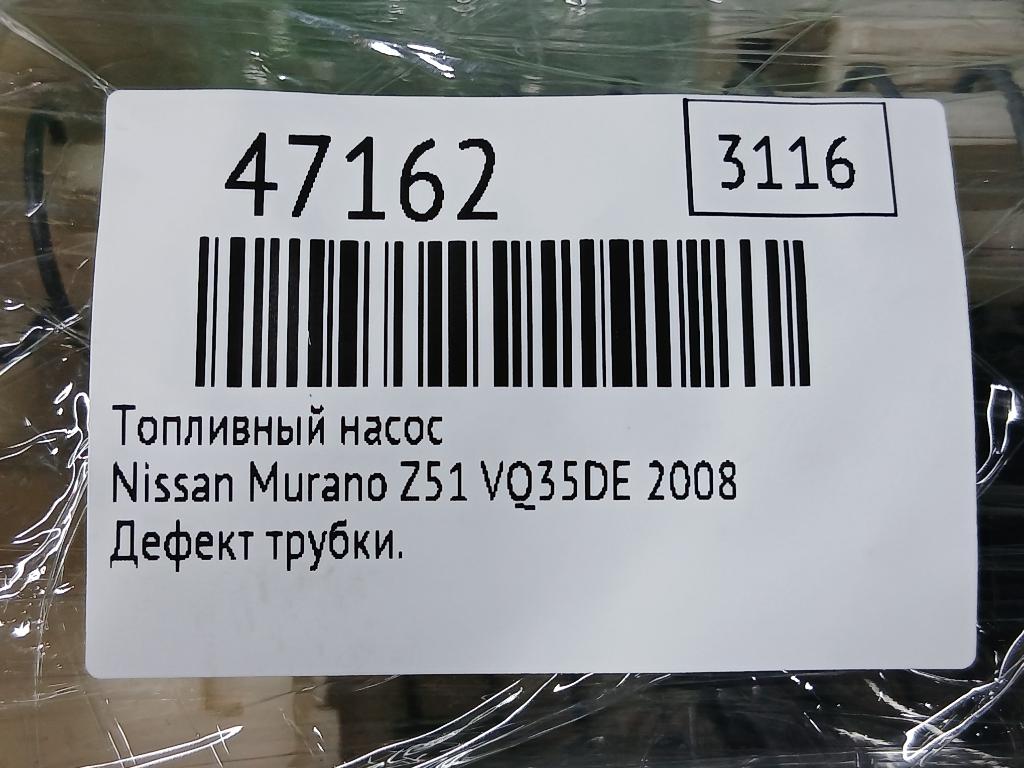 47162
3116
Топливный насос
Nissan Murano Z51 VQ35DE 2008
Дефект трубки.